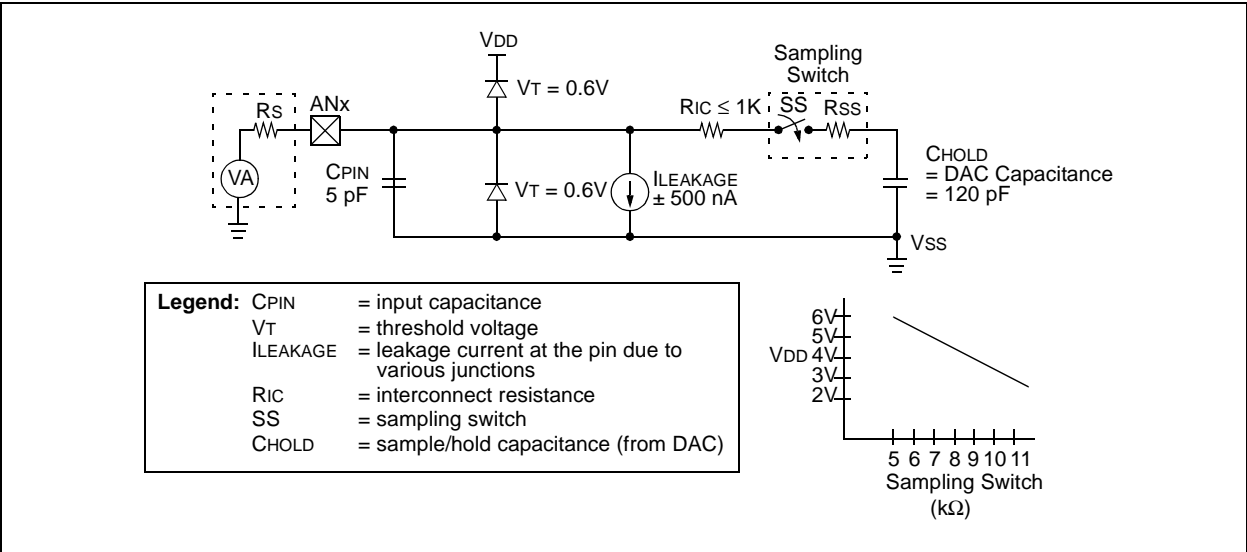 VDD
Sampling
Switch
VT = 0.6V
RS
ANx
RIC ≤ 1K
SS
RSS
VA
CPIN
5 pF
VT = 0.6V
ILEAKAGE
± 500 nA
CHOLD
= DAC Capacitance
= 120 pF
VSS
Legend: CPIN = input capacitance
VT = threshold voltage
ILEAKAGE = leakage current at the pin due to
various junctions
RIC = interconnect resistance
SS = sampling switch
CHOLD = sample/hold capacitance (from DAC)
6V
5V
VDD 4V
3V
2V
5 6 7 8 9 10 11
Sampling Switch
(kΩ)